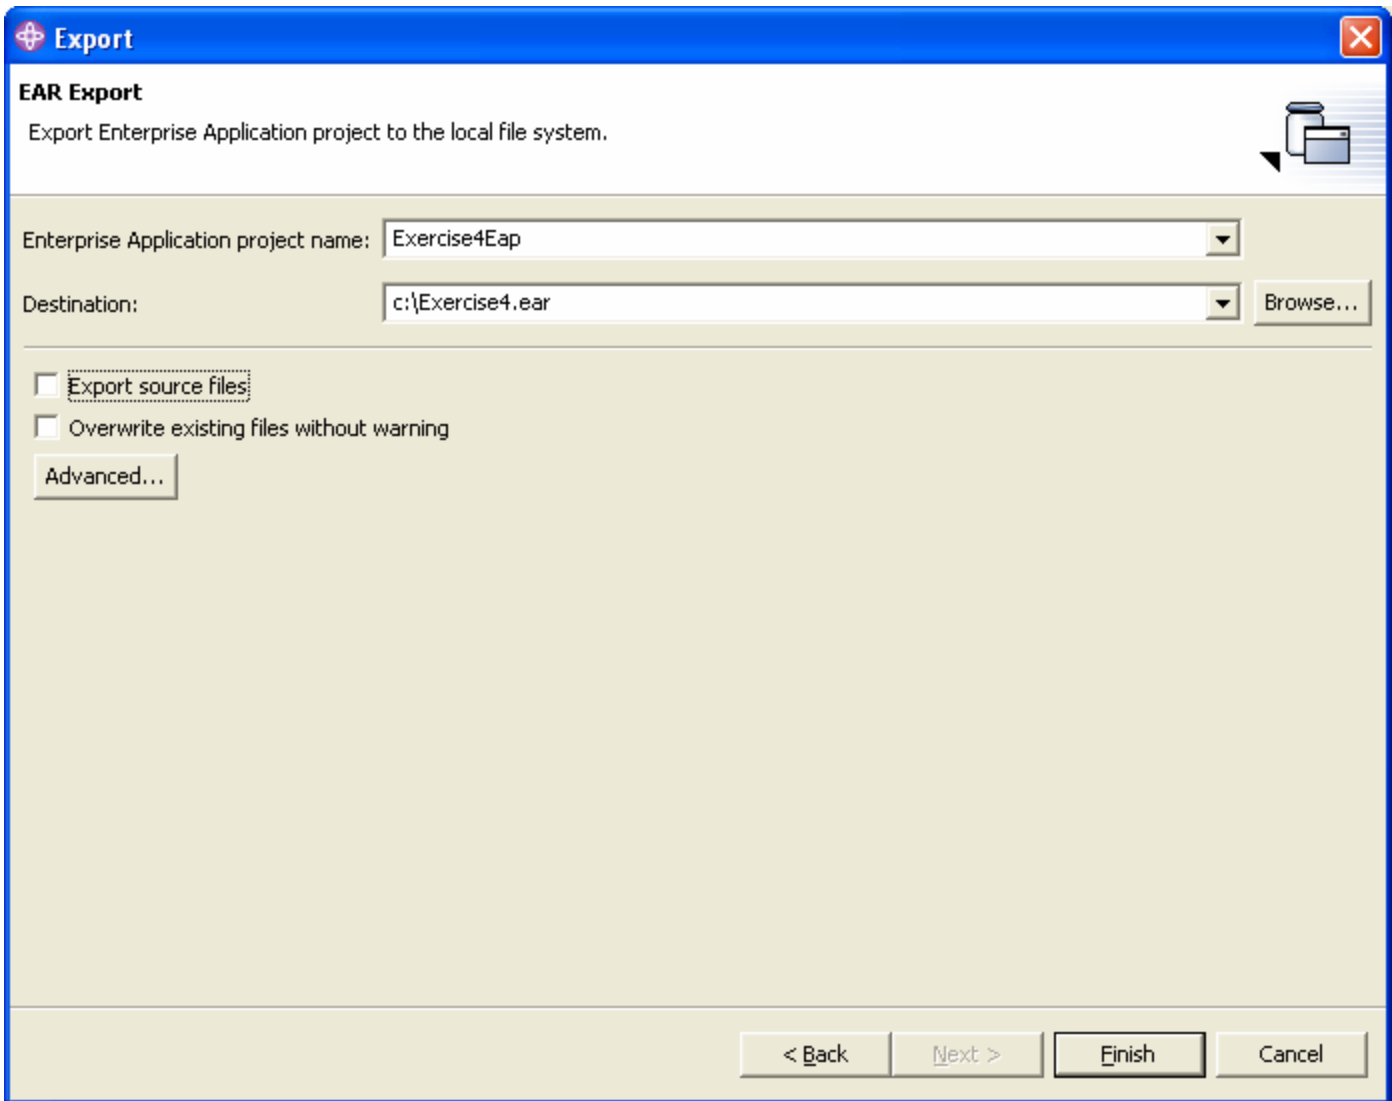 Export
EAR Export
Export Enterprise Application project to the local file system.
Enterprise Application project name: Exercise4Eap
Destination: c:\Exercise4.ear Browse...
Export source files
Overwrite existing files without warning
Advanced...
< Back Next > Finish Cancel